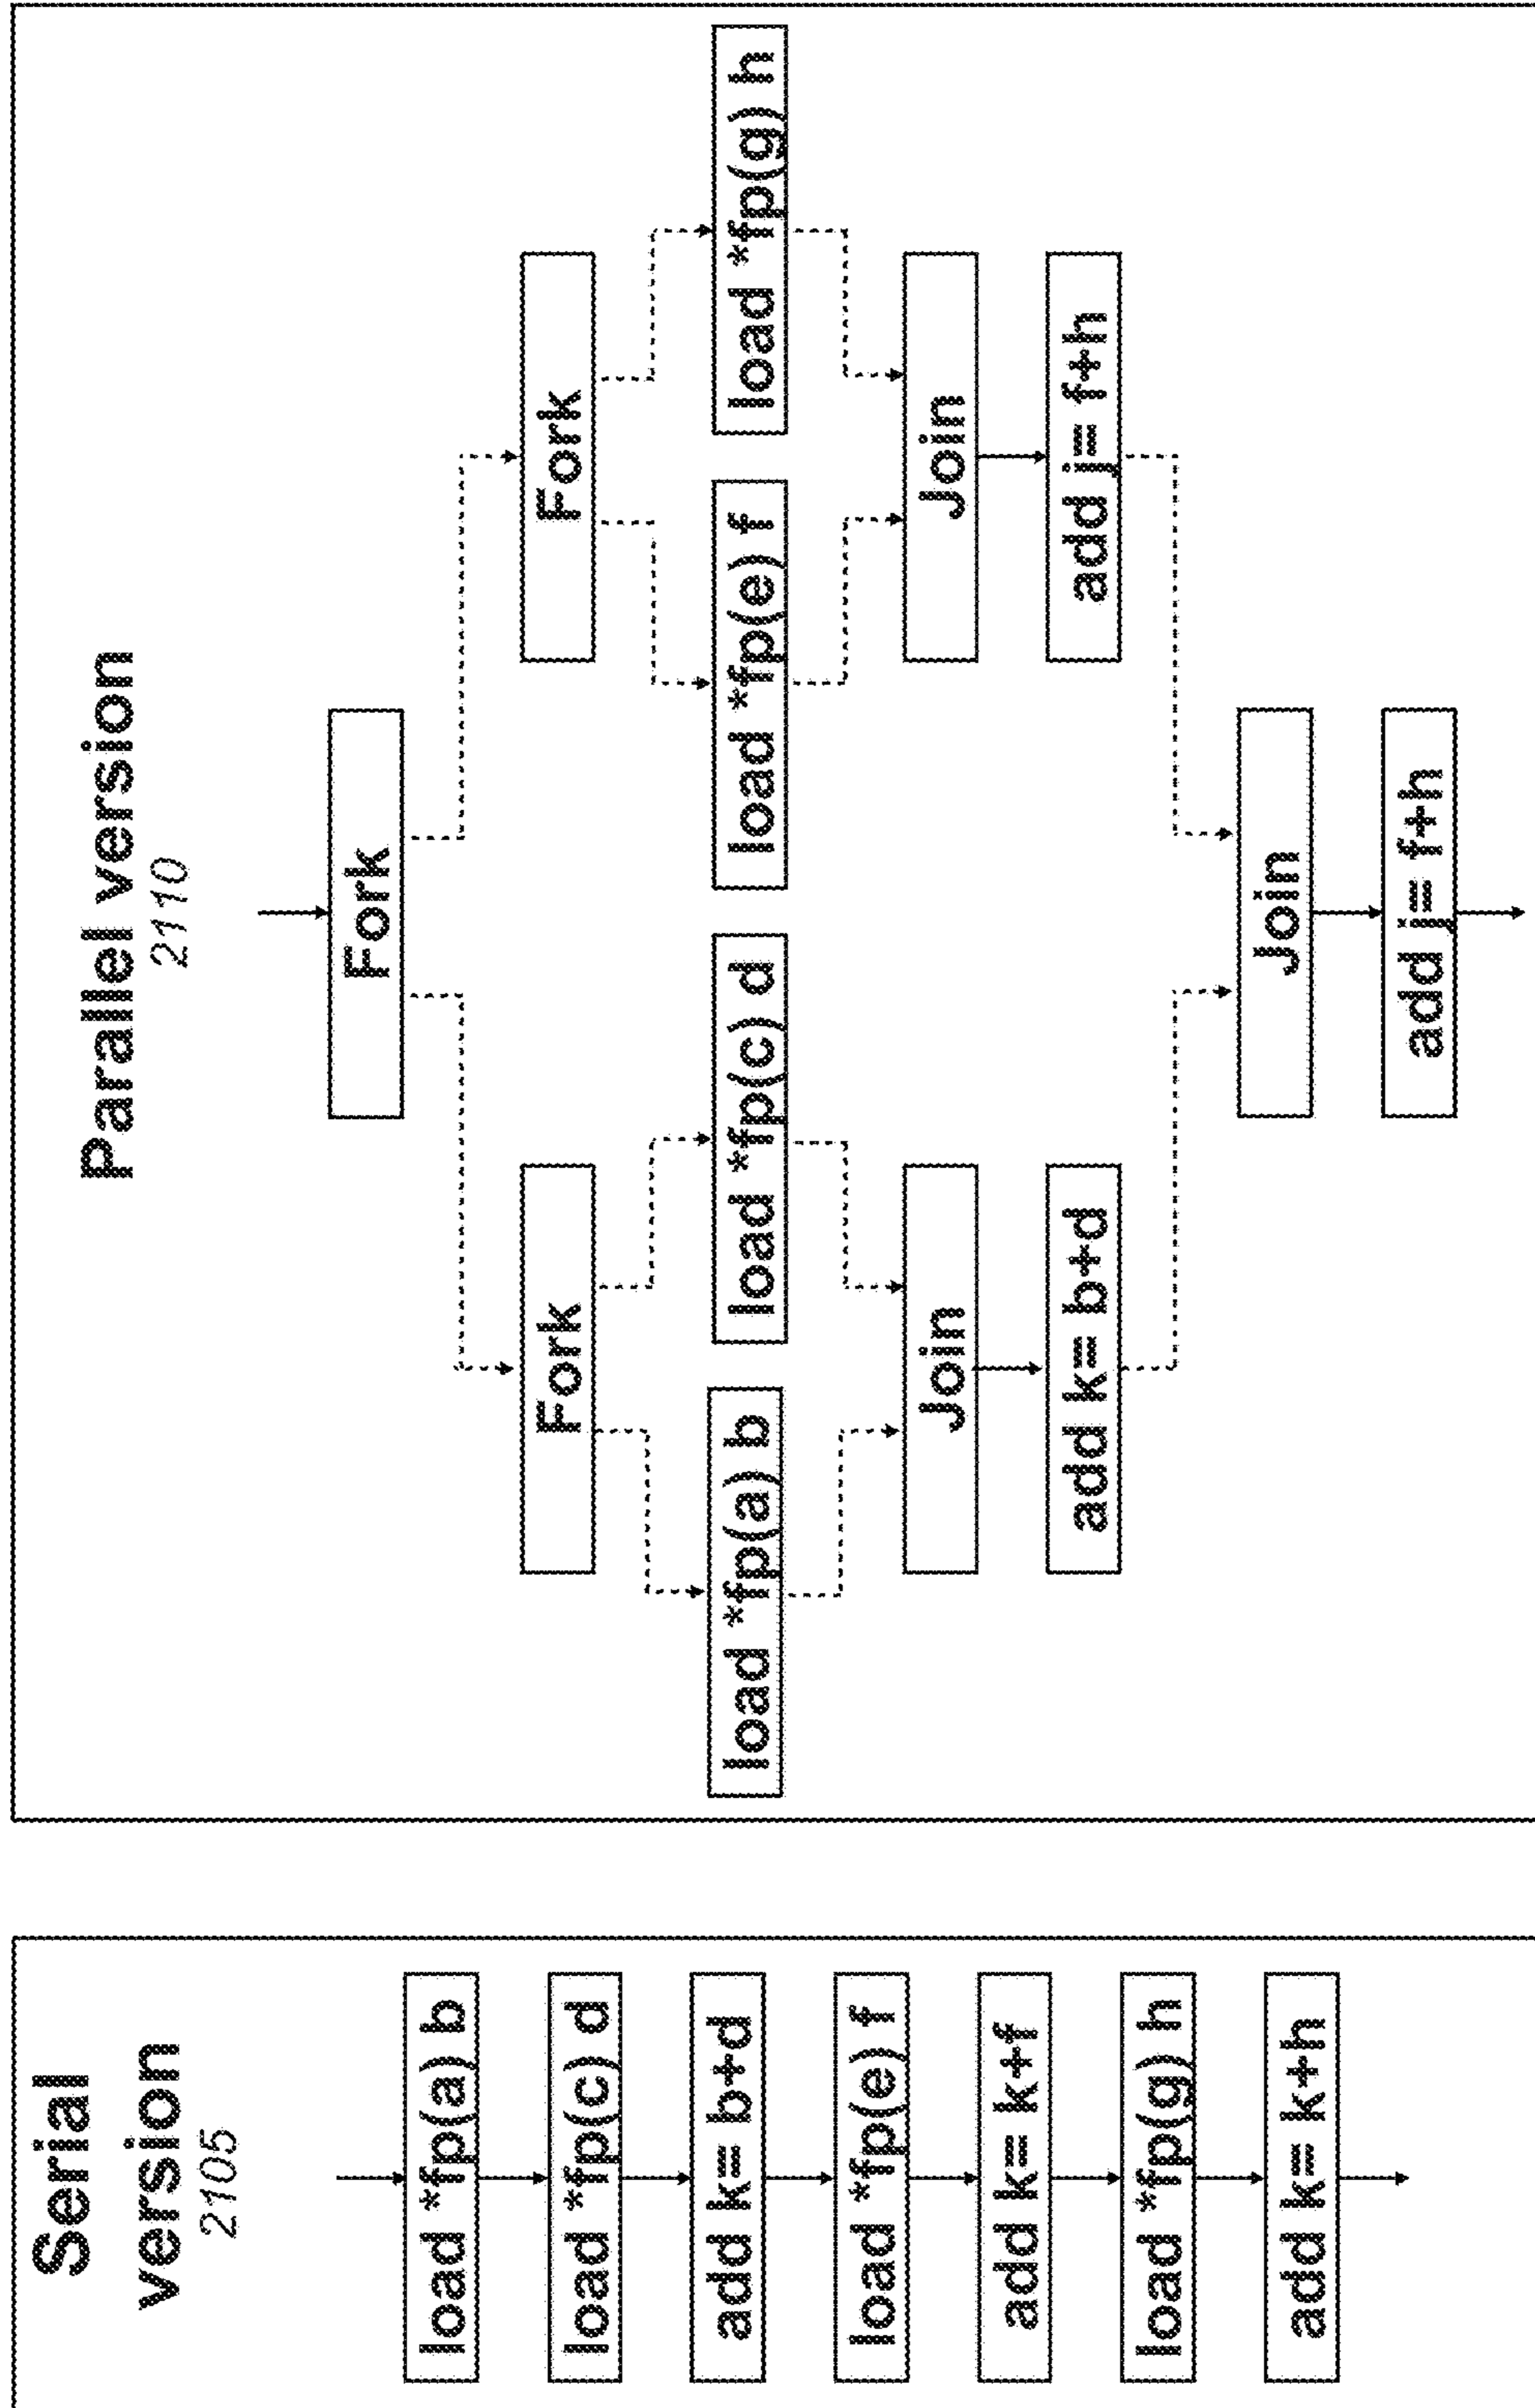 Serial
version
2105
load *fp(a) b
load *fp(c) d
add k= b+d
load *fp(e) f
add k= k+f
load *fp(g) h
add k= k+h
Parallel version
2110
Fork
Fork
Fork
load *fp(a) b
load *fp(c) d
load *fp(e) f
load *fp(g) h
Join
Join
add k= b+d
add j= f+h
Join
add j= f+h